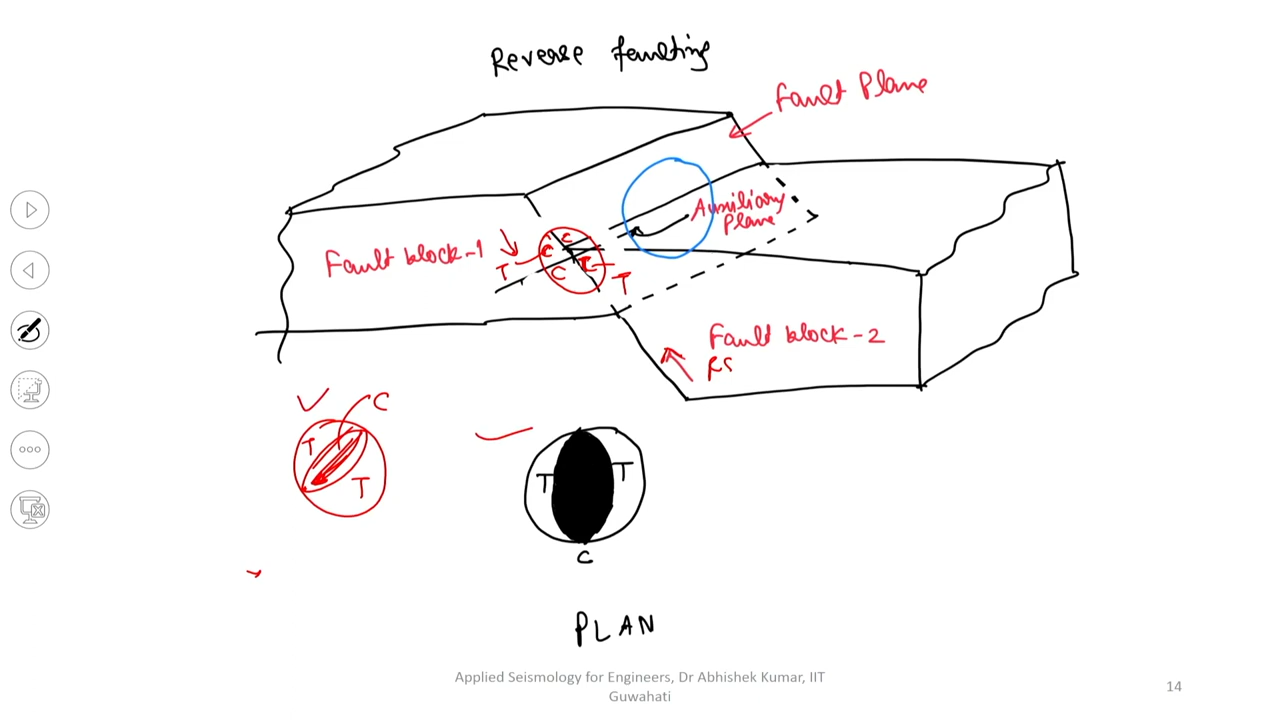 Reverse faulting
Fault Plane
Auxiliary
Plane
Fault block-1
T
C
C
C
T
Fault block-2
C
T
T
T
T
C
PLAN
Applied Seismology for Engineers, Dr Abhishek Kumar, IIT
Guwahati
14